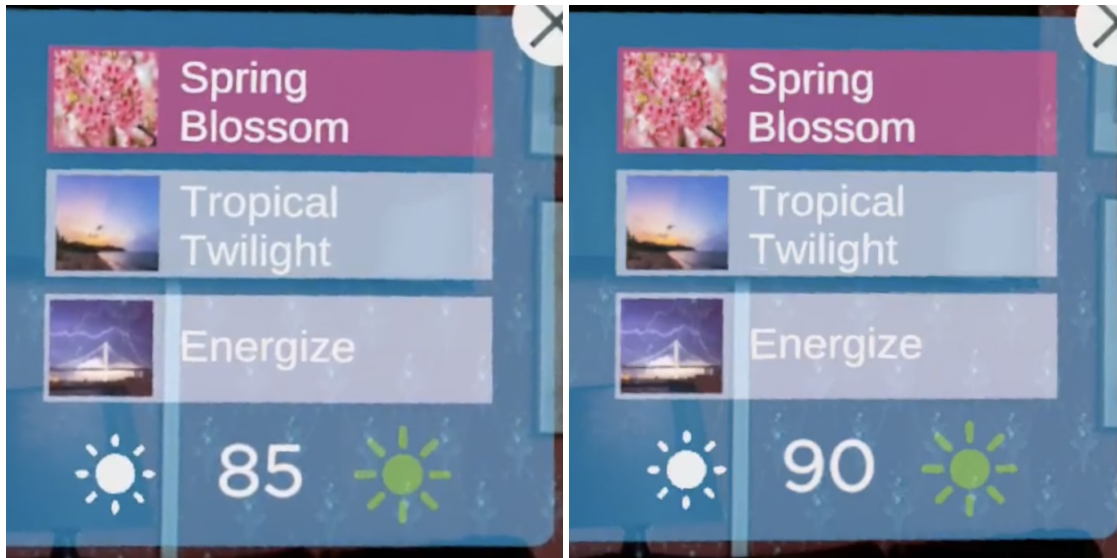 Spring
Blossom
Tropical
Twilight
Energize
85
Spring
Blossom
Tropical
Twilight
Energize
90